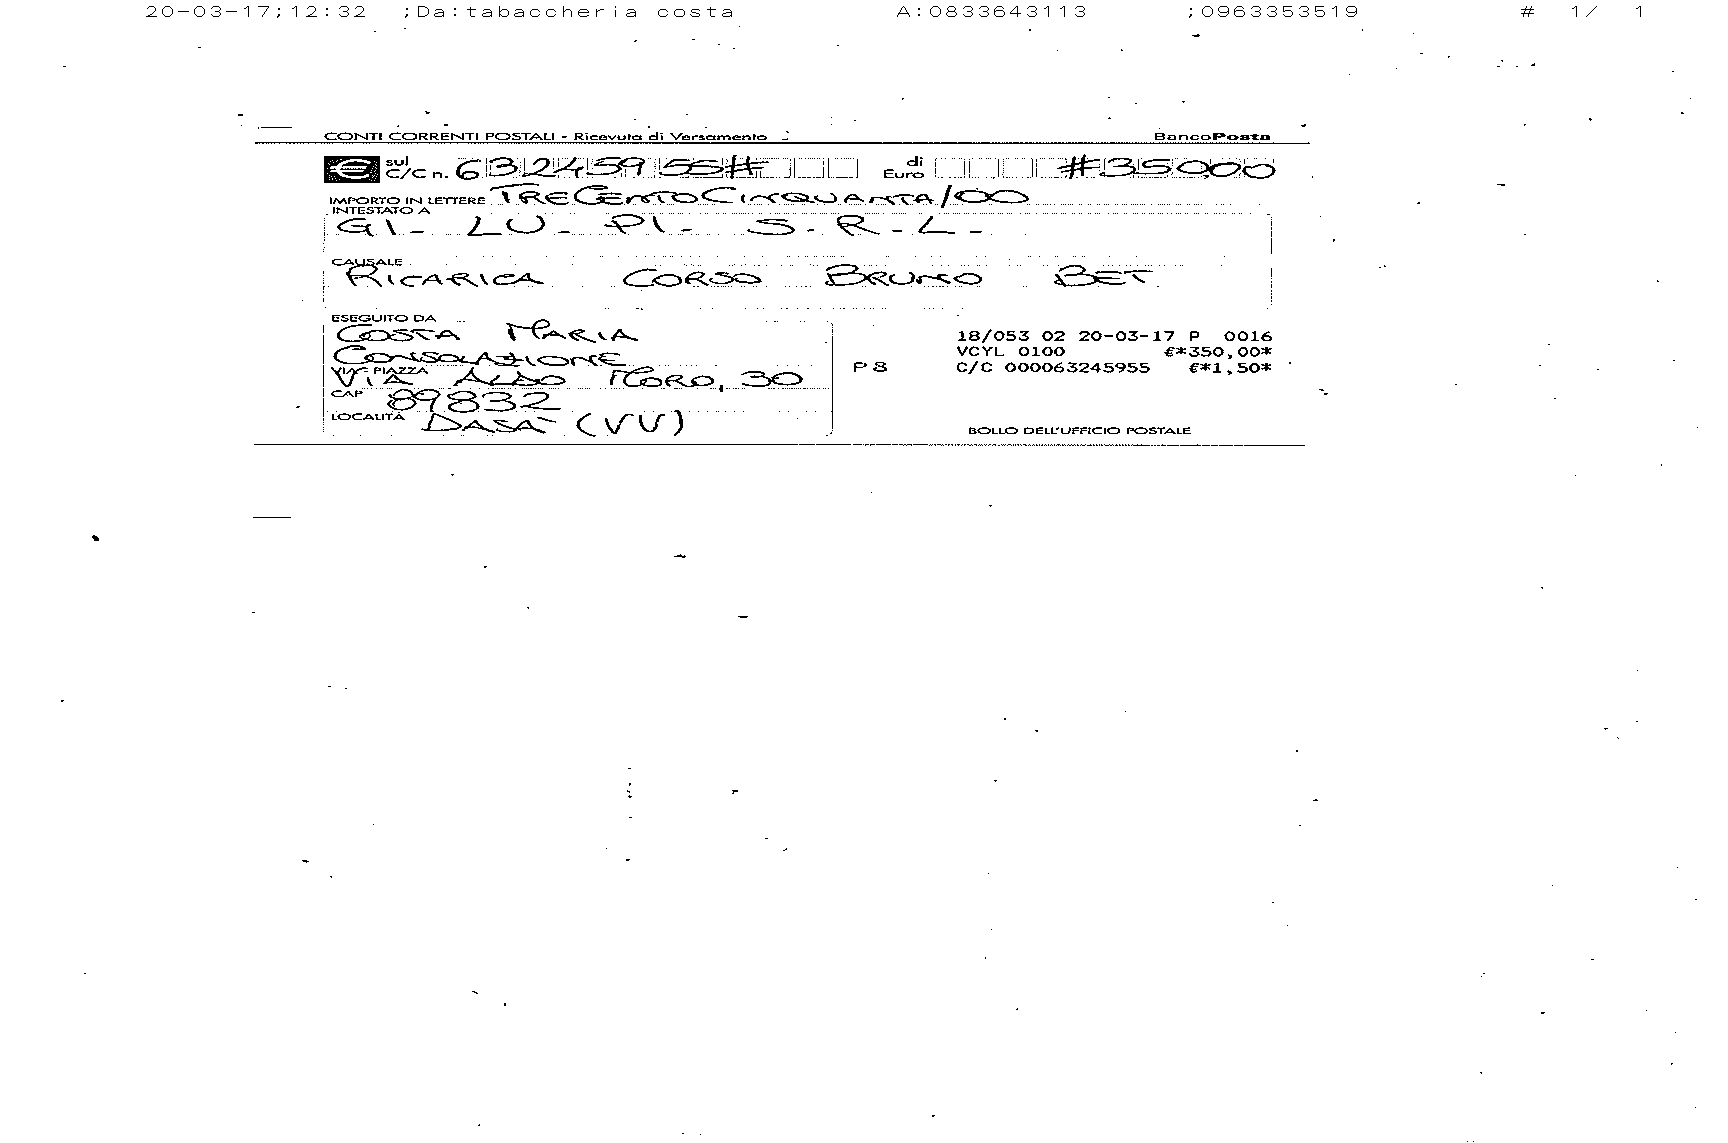 20-03-17;12:32 ;Da:tabaccheria costa A:0833643113 ;0963353519 # 1/ 1
CONTI CORRENTI POSTALI - Ricevuta di Versamento BancoPosta
€ sul C/C n. 63245955# di Euro #350,00
IMPORTO IN LETTERE TRECENTOCINQUANTA/00
INTESTATO A
GI. LU. PI. S.R.L.
CAUSALE
RICARICA CORSO BRUNO BET
ESEGUITO DA
COSTA MARIA
CONSOLAZIONE
VIA - PIAZZA VIA ALDO MORO, 30
CAP 89832
LOCALITÀ DASÀ (VV)
18/053 02 20-03-17 P 0016
VCYL 0100 €*350,00*
P8 C/C 000063245955 €*1,50*
BOLLO DELL'UFFICIO POSTALE